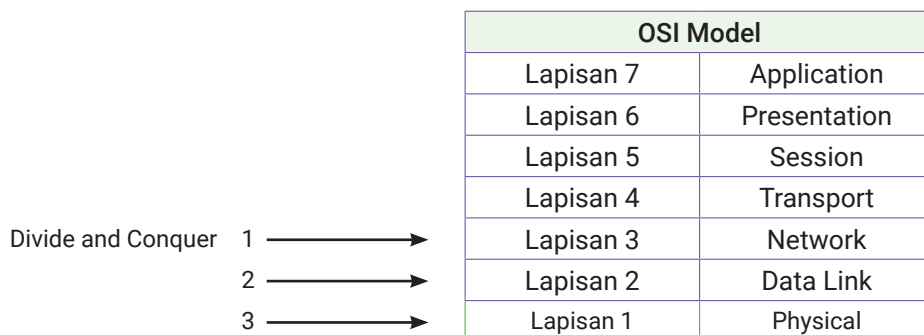 OSI Model
Lapisan 7 Application
Lapisan 6 Presentation
Lapisan 5 Session
Lapisan 4 Transport
Divide and Conquer 1 Lapisan 3 Network
2 Lapisan 2 Data Link
3 Lapisan 1 Physical